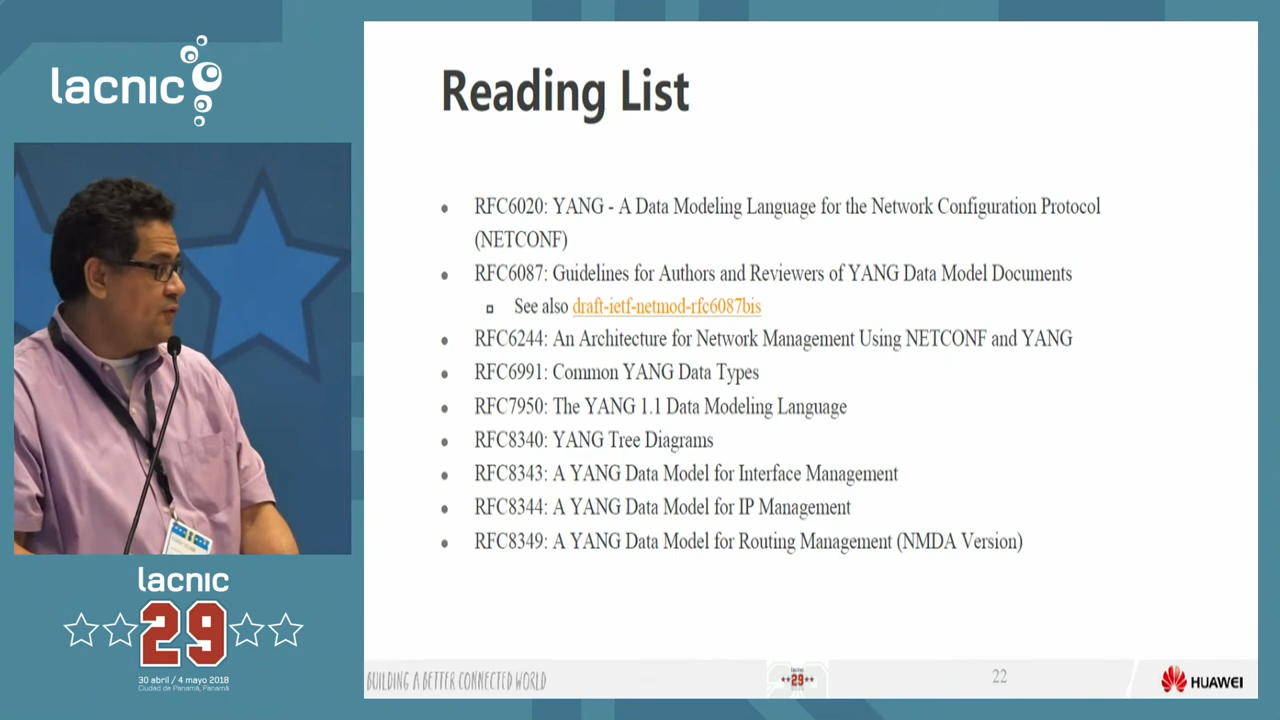 lacnic
Reading List
RFC6020: YANG - A Data Modeling Language for the Network Configuration Protocol
(NETCONF)
RFC6087: Guidelines for Authors and Reviewers of YANG Data Model Documents
See also draft-ietf-netmod-rfc6087bis
RFC6244: An Architecture for Network Management Using NETCONF and YANG
RFC6991: Common YANG Data Types
RFC7950: The YANG 1.1 Data Modeling Language
RFC8340: YANG Tree Diagrams
RFC8343: A YANG Data Model for Interface Management
RFC8344: A YANG Data Model for IP Management
RFC8349: A YANG Data Model for Routing Management (NMDA Version)
lacnic
29
30 abril / 4 mayo 2018
Ciudad de Panamá, Panamá
BUILDING A BETTER CONNECTED WORLD
lacnic
29
22
HUAWEI